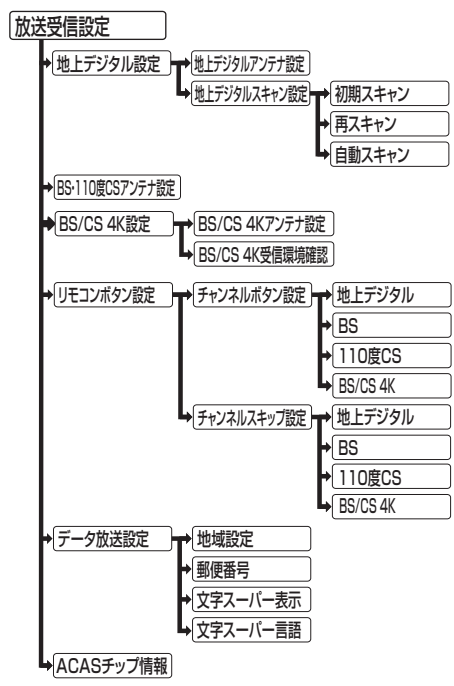 放送受信設定
地上デジタル設定
地上デジタルアンテナ設定
地上デジタルスキャン設定
初期スキャン
再スキャン
自動スキャン
BS･110度CSアンテナ設定
BS/CS 4K設定
BS/CS 4Kアンテナ設定
BS/CS 4K受信環境確認
リモコンボタン設定
チャンネルボタン設定
地上デジタル
BS
110度CS
BS/CS 4K
チャンネルスキップ設定
地上デジタル
BS
110度CS
BS/CS 4K
データ放送設定
地域設定
郵便番号
文字スーパー表示
文字スーパー言語
ACASチップ情報